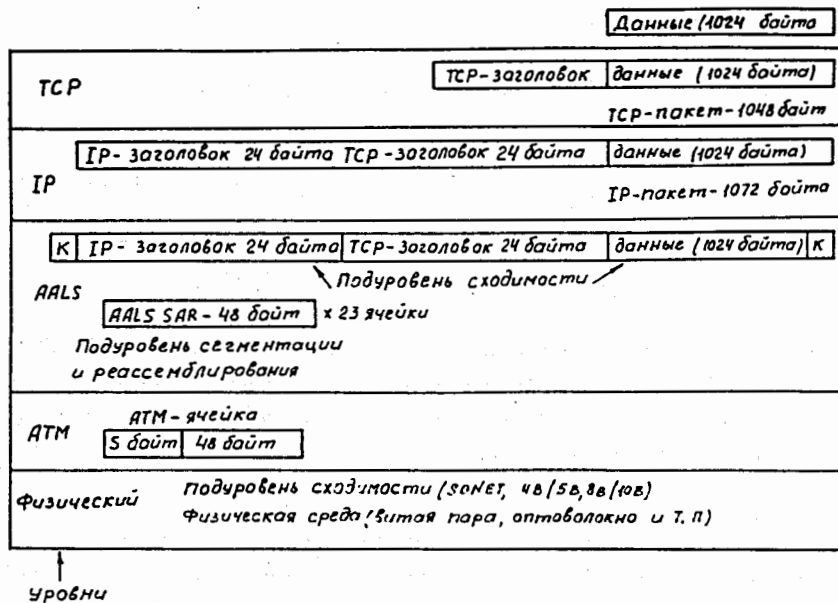 Данные (1024 байта
TCP
TCP-заголовок данные (1024 байта)
TCP-пакет-1048 байт
IP-заголовок 24 байта TCP-заголовок 24 байта данные (1024 байта)
IP
IP-пакет-1072 байта
К IP-заголовок 24 байта TCP-заголовок 24 байта данные (1024 байта) К
Подуровень сходимости
AALS
AALS SAR-48 байт x 23 ячейки
Подуровень сегментации
и реассемблирования
ATM-ячейка
ATM
5 байт 48 байт
Физический
Подуровень сходимости (SONET, 4B/5B, 8B/10B)
Физическая среда (витая пара, оптоволокно и т.п)
Уровни